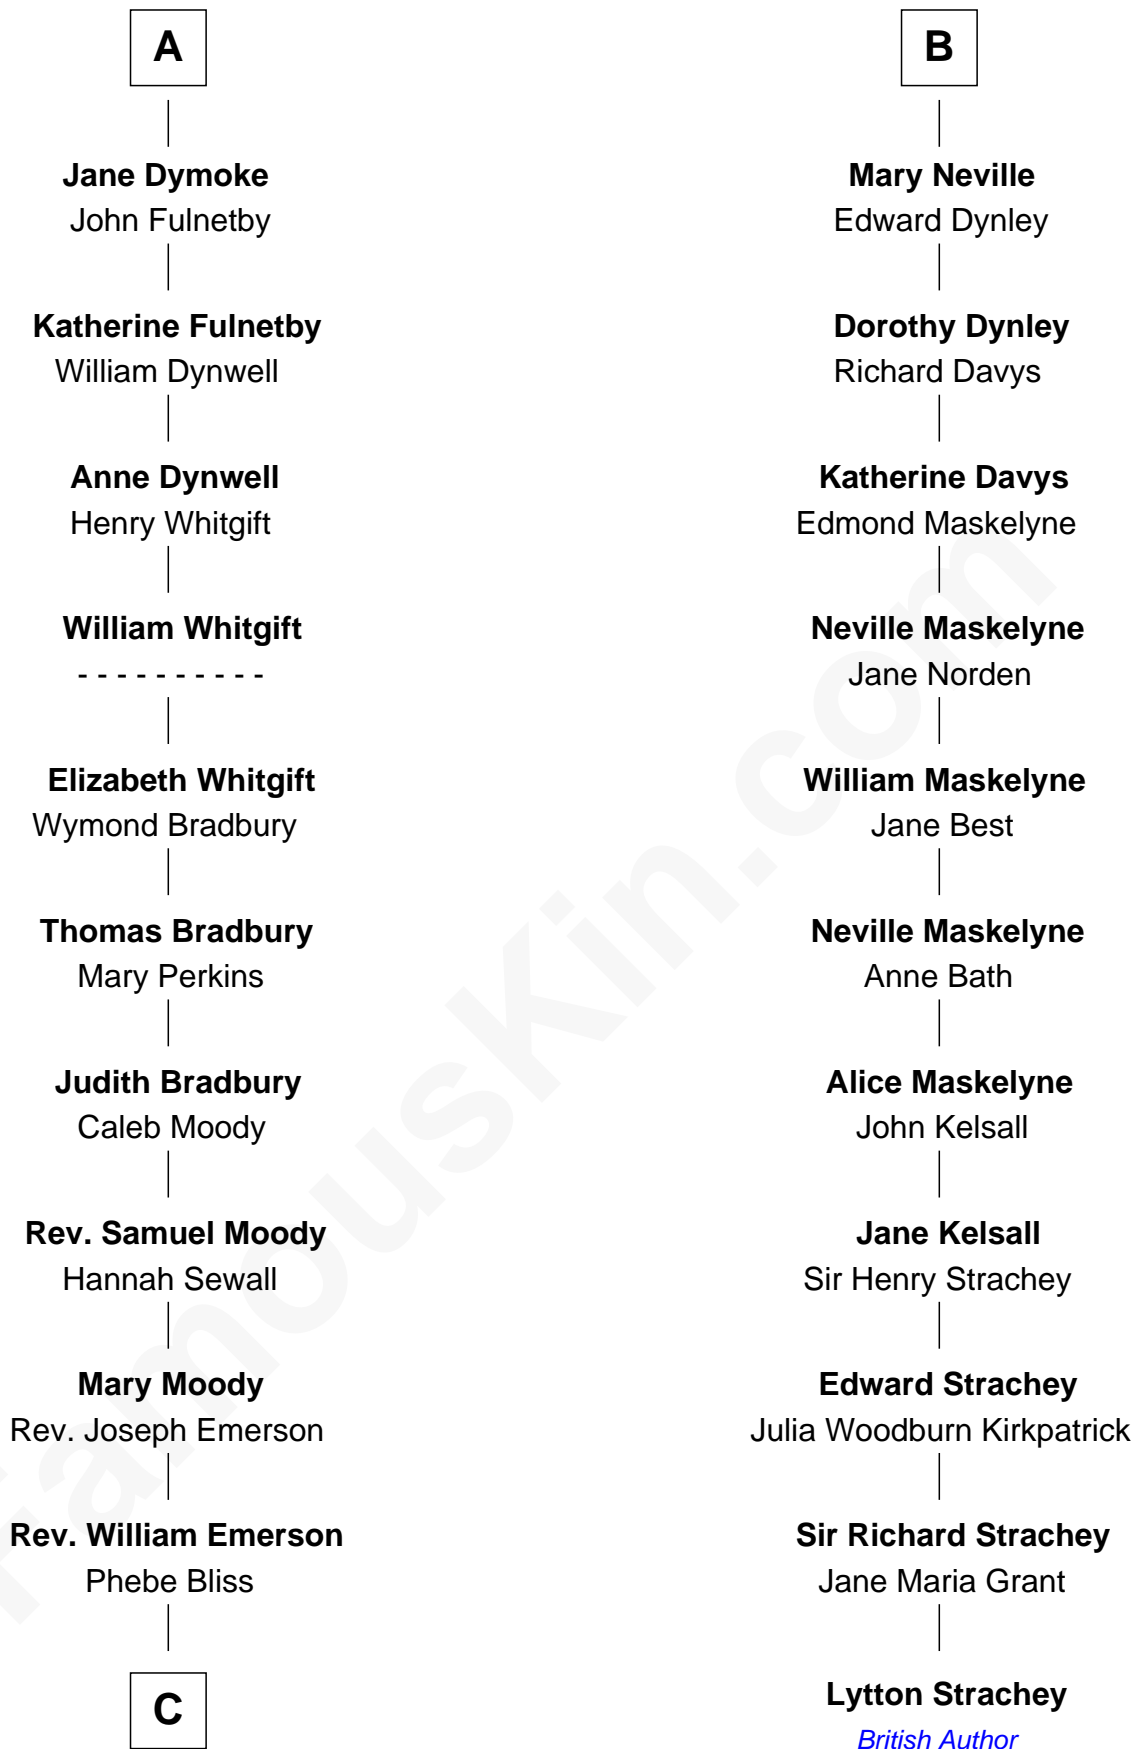 A
Jane Dymoke
John Fulnetby
Katherine Fulnetby
William Dynwell
Anne Dynwell
Henry Whitgift
William Whitgift
- - - - - - - - - -
Elizabeth Whitgift
Wymond Bradbury
Thomas Bradbury
Mary Perkins
Judith Bradbury
Caleb Moody
Rev. Samuel Moody
Hannah Sewall
Mary Moody
Rev. Joseph Emerson
Rev. William Emerson
Phebe Bliss
C
B
Mary Neville
Edward Dynley
Dorothy Dynley
Richard Davys
Katherine Davys
Edmond Maskelyne
Neville Maskelyne
Jane Norden
William Maskelyne
Jane Best
Neville Maskelyne
Anne Bath
Alice Maskelyne
John Kelsall
Jane Kelsall
Sir Henry Strachey
Edward Strachey
Julia Woodburn Kirkpatrick
Sir Richard Strachey
Jane Maria Grant
Lytton Strachey
British Author
FamousKin.com